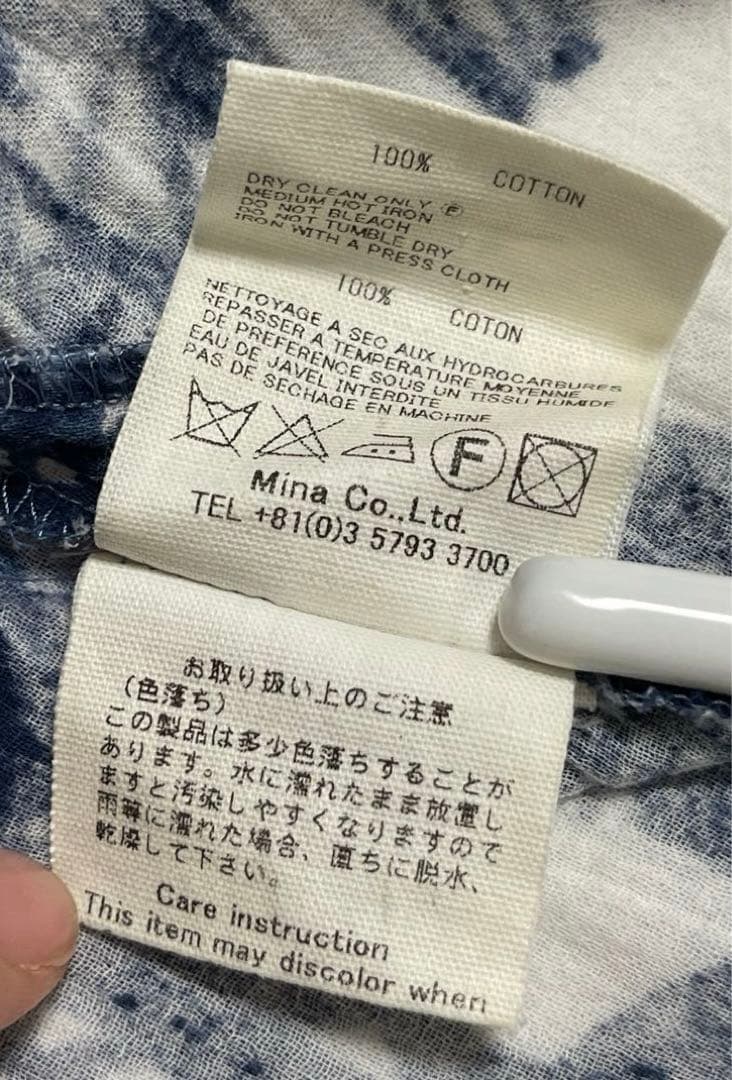 100% COTTON
DRY CLEAN ONLY Ⓕ
MEDIUM HOT IRON
DO NOT BLEACH
DO NOT TUMBLE DRY
IRON WITH A PRESS CLOTH
100% COTON
NETTOYAGE A SEC AUX HYDROCARBURES
REPASSER A TEMPERATURE MOYENNE
DE PREFERENCE SOUS UN TISSU HUMIDE
EAU DE JAVEL INTERDITE
PAS DE SECHAGE EN MACHINE
F
Mina Co.,Ltd.
TEL +81(0)3 5793 3700
お取り扱い上のご注意
(色落ち)
この製品は多少色落ちすることが
あります。水に濡れたまま放置し
ますと汚染しやすくなりますので
雨等に濡れた場合、直ちに脱水、
乾燥して下さい。
Care instruction
This item may discolor when